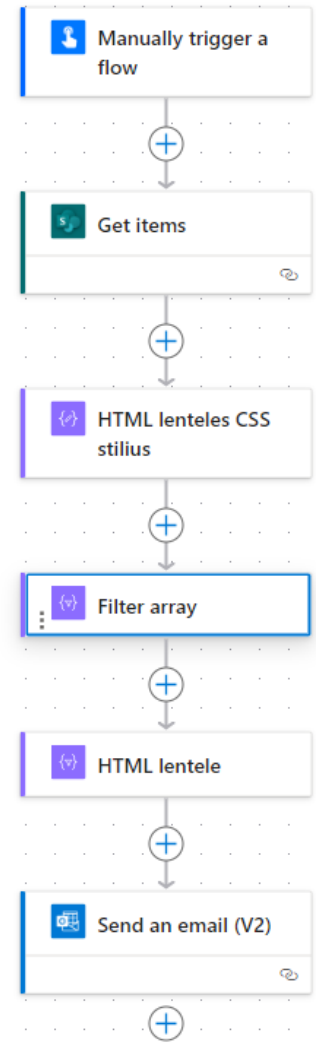 Manually trigger a
flow
Get items
HTML lenteles CSS
stilius
Filter array
HTML lentele
Send an email (V2)